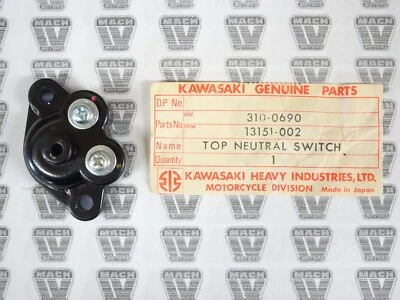 KAWASAKI GENUINE PARTS
D.P No.
old
310-0690
Parts No. new
13151-002
Name
TOP NEUTRAL SWITCH
Quantity
1
KAWASAKI HEAVY INDUSTRIES, LTD.
MOTORCYCLE DIVISION Made in Japan
MACH